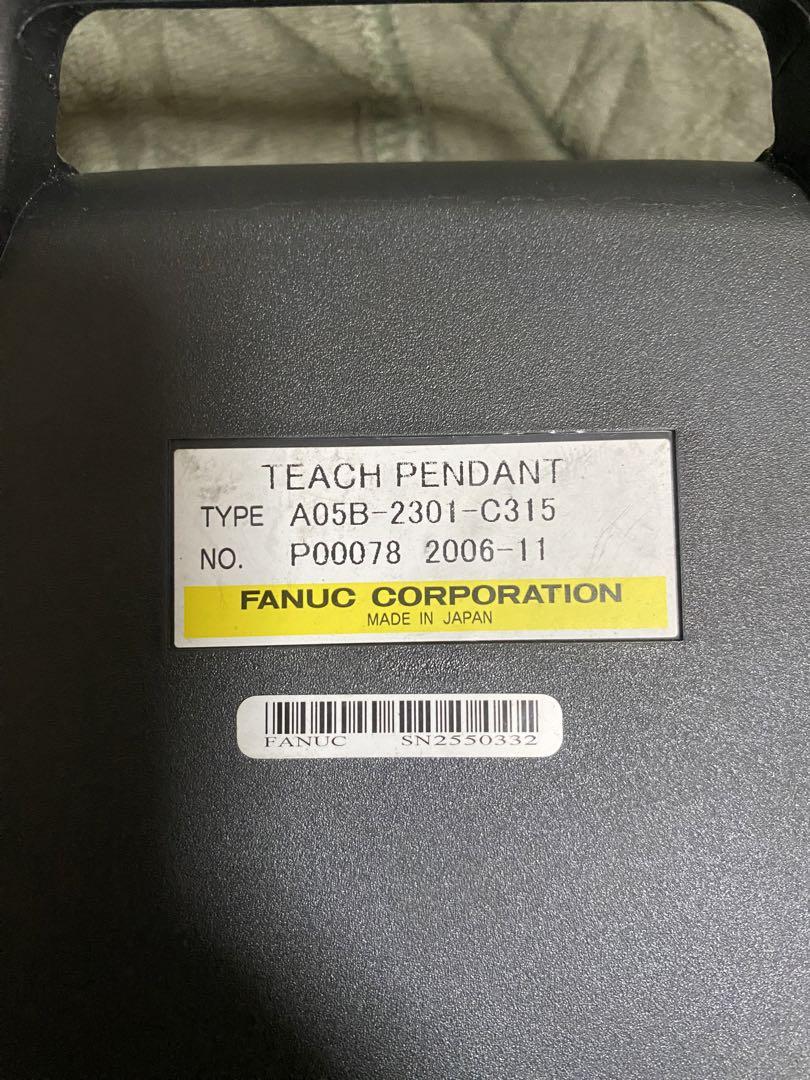 TEACH PENDANT
TYPE A05B-2301-C315
NO. P00078 2006-11
FANUC CORPORATION
MADE IN JAPAN
FANUC SN2550332